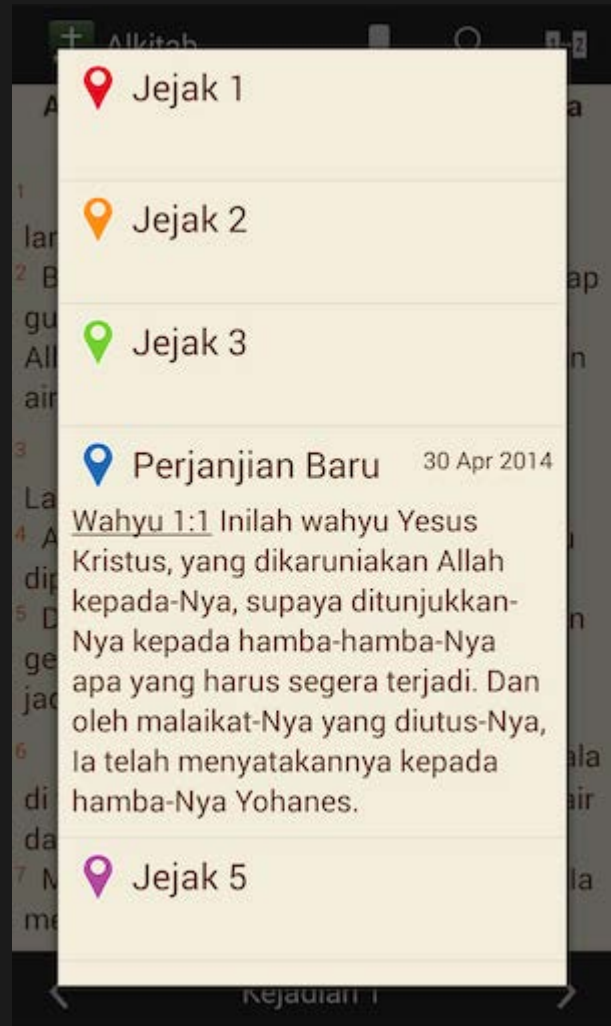 Alkitab
Jejak 1
Jejak 2
Jejak 3
Perjanjian Baru 30 Apr 2014
Wahyu 1:1 Inilah wahyu Yesus
Kristus, yang dikaruniakan Allah
kepada-Nya, supaya ditunjukkan-
Nya kepada hamba-hamba-Nya
apa yang harus segera terjadi. Dan
oleh malaikat-Nya yang diutus-Nya,
Ia telah menyatakannya kepada
hamba-Nya Yohanes.
Jejak 5
Kejadian 1